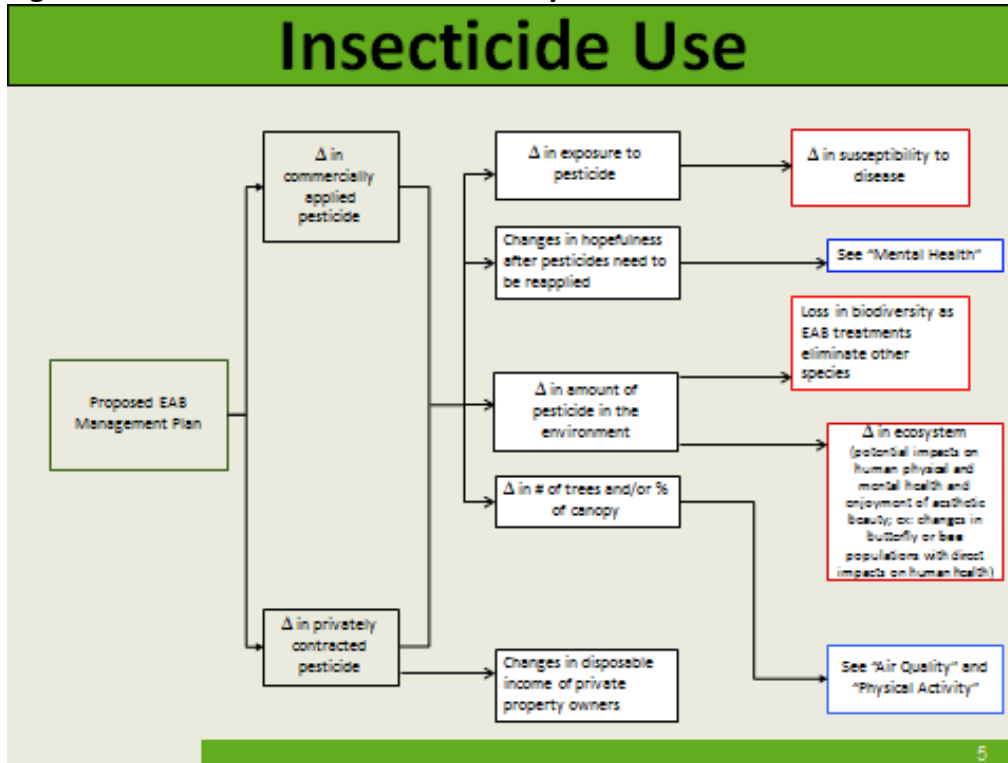 Insecticide Use
Δ in
commercially
applied
pesticide
Δ in exposure to
pesticide
Δ in susceptibility to
disease
Changes in hopefulness
after pesticides need to
be reapplied
See “Mental Health”
Loss in biodiversity as
EAB treatments
eliminate other
species
Proposed EAB
Management Plan
Δ in amount of
pesticide in the
environment
Δ in ecosystem
(potential impacts on
human physical and
mental health and
enjoyment of aesthetic
beauty; ex: changes in
butterfly or bee
populations with direct
impacts on human health)
Δ in # of trees and/or %
of canopy
Δ in privately
contracted
pesticide
Changes in disposable
income of private
property owners
See “Air Quality” and
“Physical Activity”
5